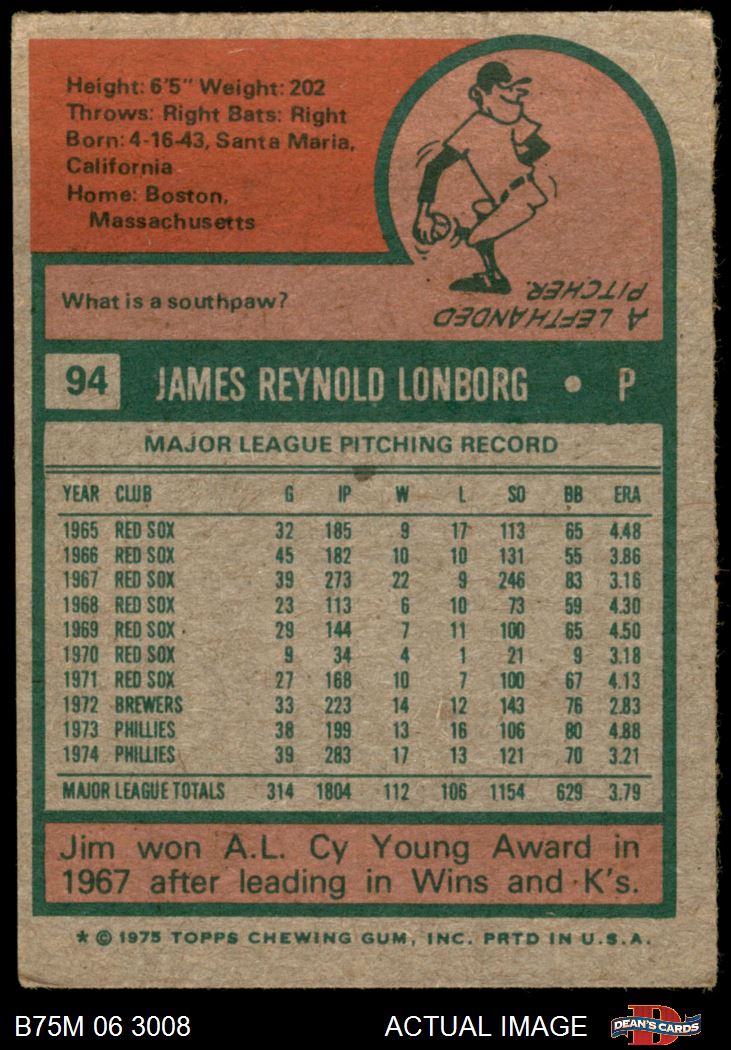 Height: 6'5" Weight: 202
Throws: Right Bats: Right
Born: 4-16-43, Santa Maria,
California
Home: Boston,
Massachusetts
What is a southpaw?
A LEFTHANDED
PITCHER.
94 JAMES REYNOLD LONBORG • P
MAJOR LEAGUE PITCHING RECORD
YEAR CLUB G IP W L SO BB ERA
1965 RED SOX 32 185 9 17 113 65 4.48
1966 RED SOX 45 182 10 10 131 55 3.86
1967 RED SOX 39 273 22 9 246 83 3.16
1968 RED SOX 23 113 6 10 73 59 4.30
1969 RED SOX 29 144 7 11 100 65 4.50
1970 RED SOX 9 34 4 1 21 9 3.18
1971 RED SOX 27 168 10 7 100 67 4.13
1972 BREWERS 33 223 14 12 143 76 2.83
1973 PHILLIES 38 199 13 16 106 80 4.88
1974 PHILLIES 39 283 17 13 121 70 3.21
MAJOR LEAGUE TOTALS 314 1804 112 106 1154 629 3.79
Jim won A.L. Cy Young Award in
1967 after leading in Wins and K's.
* © 1975 TOPPS CHEWING GUM, INC. PRTD IN U.S.A.
B75M 06 3008 ACTUAL IMAGE DEAN'S CARDS